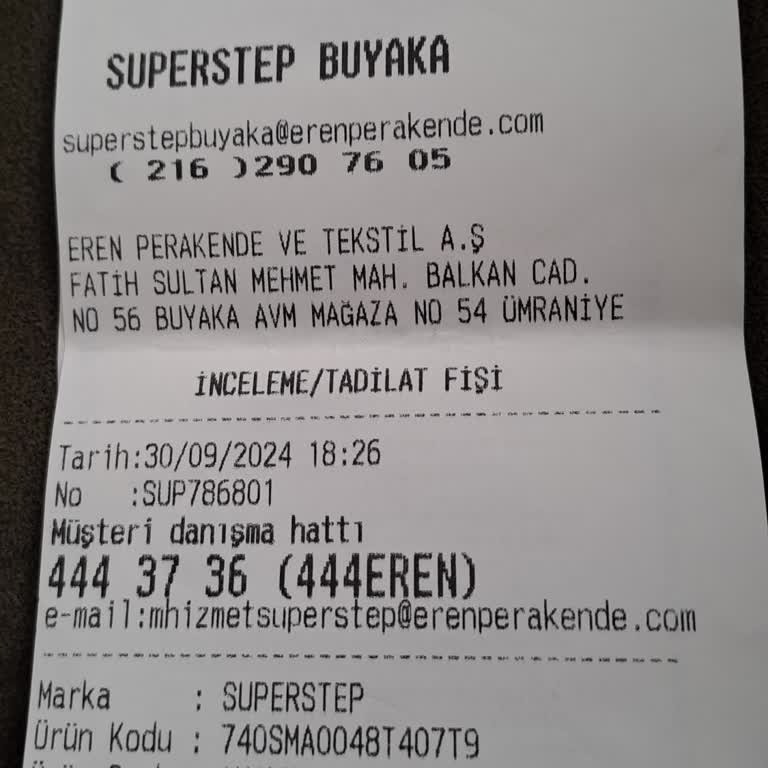 SUPERSTEP BUYAKA
superstepbuyaka@erenperakende.com
( 216 )290 76 05
EREN PERAKENDE VE TEKSTİL A.Ş
FATİH SULTAN MEHMET MAH. BALKAN CAD.
NO 56 BUYAKA AVM MAĞAZA NO 54 ÜMRANİYE
İNCELEME/TADİLAT FİŞİ
Tarih:30/09/2024 18:26
No :SUP786801
Müşteri danışma hattı
444 37 36 (444EREN)
e-mail:mhizmetsuperstep@erenperakende.com
Marka : SUPERSTEP
Ürün Kodu : 740SMA0048T407T9